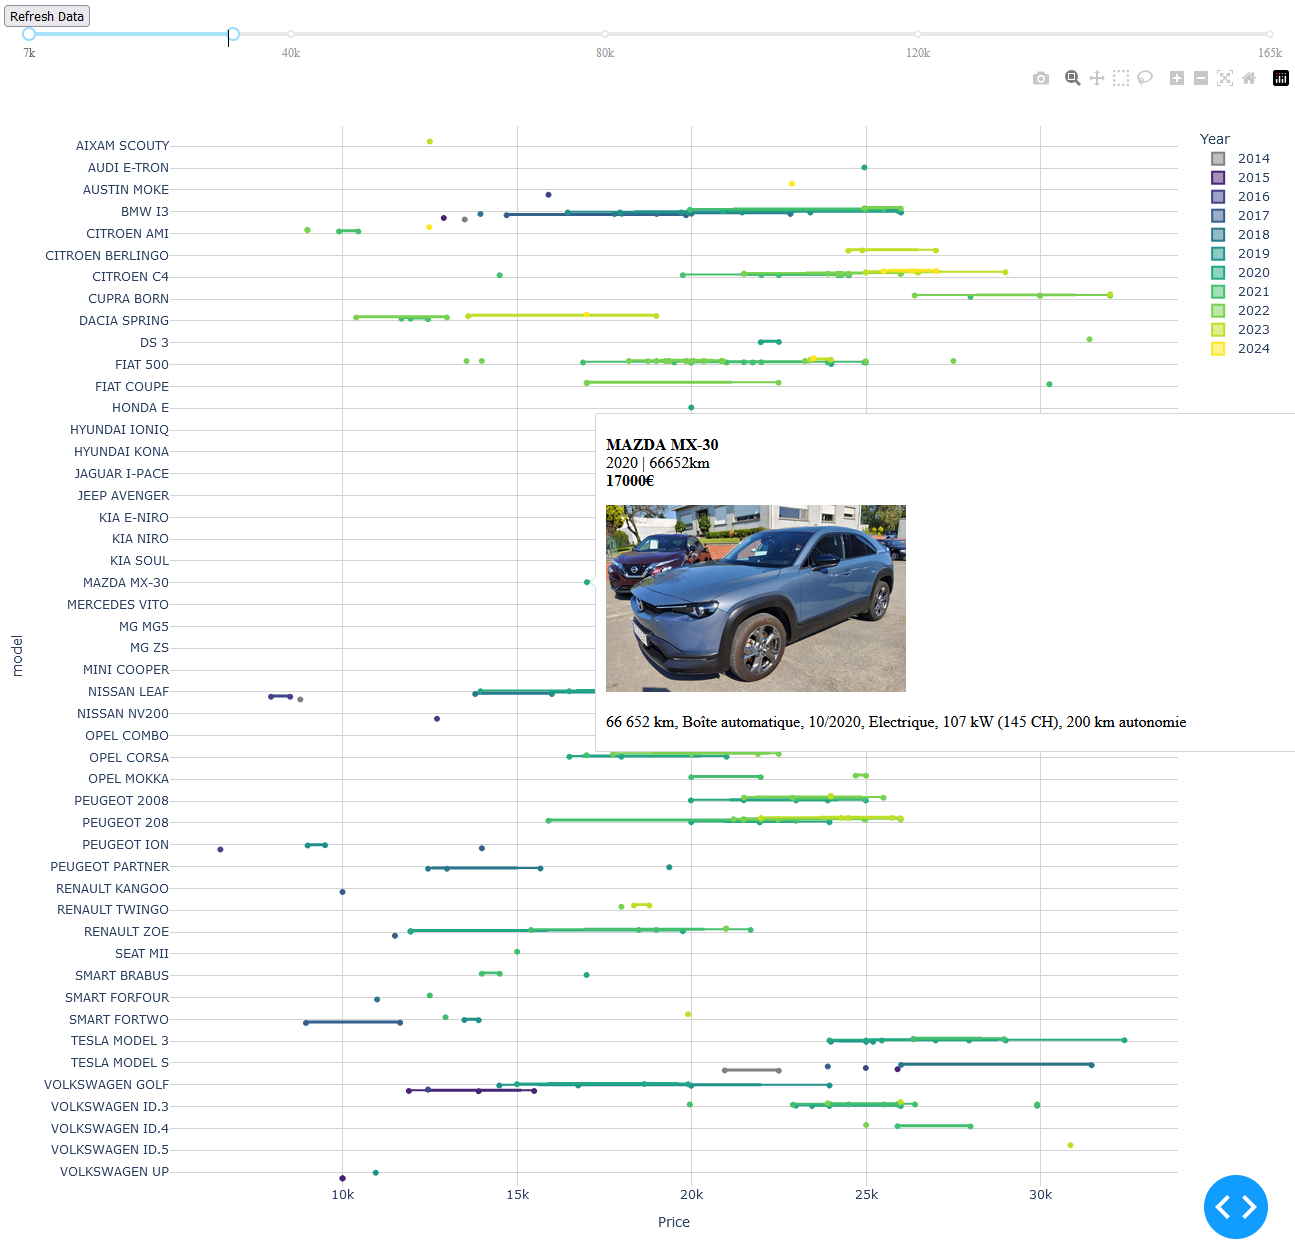 Refresh Data
7k
40k
80k
120k
165k
AIXAM SCOUTY
AUDI E-TRON
AUSTIN MOKE
BMW I3
CITROEN AMI
CITROEN BERLINGO
CITROEN C4
CUPRA BORN
DACIA SPRING
DS 3
FIAT 500
FIAT COUPE
HONDA E
HYUNDAI IONIQ
HYUNDAI KONA
JAGUAR I-PACE
JEEP AVENGER
KIA E-NIRO
KIA NIRO
KIA SOUL
MAZDA MX-30
MERCEDES VITO
MG MG5
MG ZS
MINI COOPER
NISSAN LEAF
NISSAN NV200
OPEL COMBO
OPEL CORSA
OPEL MOKKA
PEUGEOT 2008
PEUGEOT 208
PEUGEOT ION
PEUGEOT PARTNER
RENAULT KANGOO
RENAULT TWINGO
RENAULT ZOE
SEAT MII
SMART BRABUS
SMART FORFOUR
SMART FORTWO
TESLA MODEL 3
TESLA MODEL S
VOLKSWAGEN GOLF
VOLKSWAGEN ID.3
VOLKSWAGEN ID.4
VOLKSWAGEN ID.5
VOLKSWAGEN UP
model
10k
15k
20k
25k
30k
Price
Year
2014
2015
2016
2017
2018
2019
2020
2021
2022
2023
2024
MAZDA MX-30
2020 | 66652km
17000€
66 652 km, Boîte automatique, 10/2020, Electrique, 107 kW (145 CH), 200 km autonomie